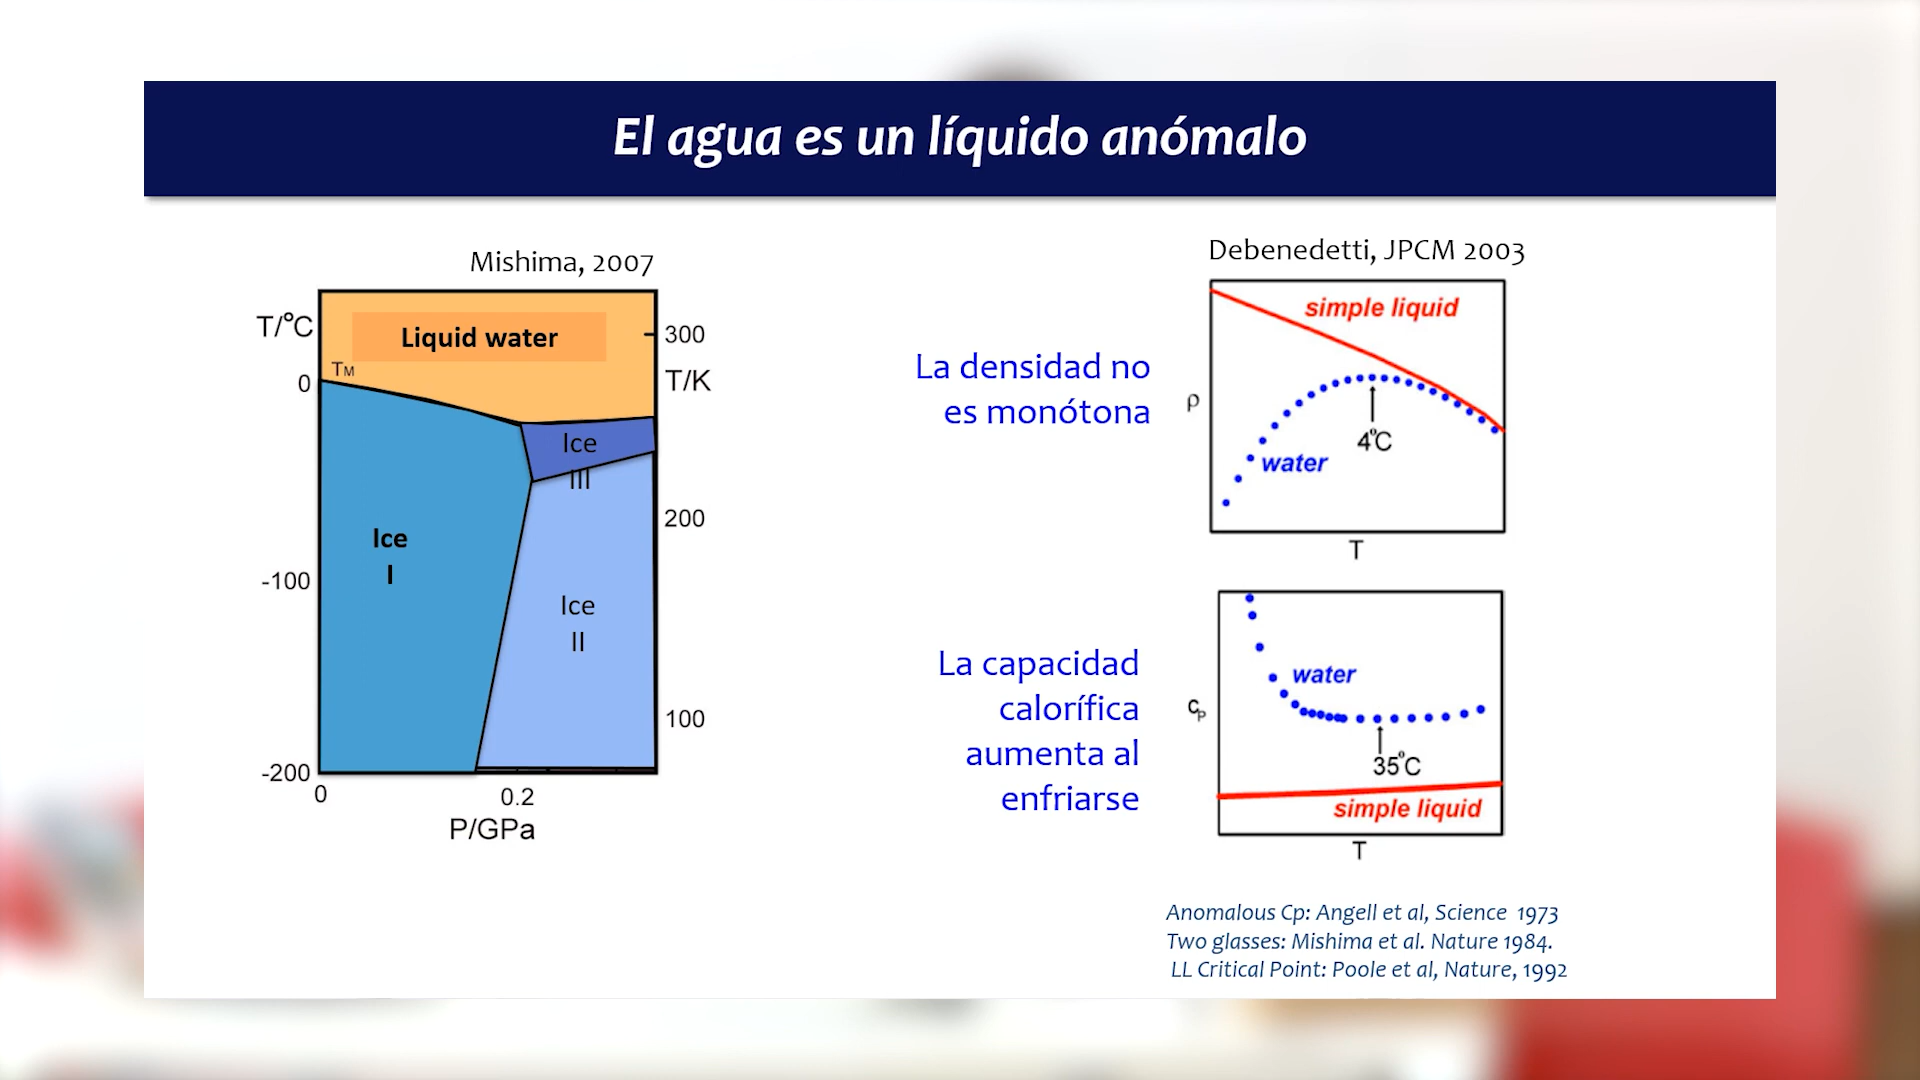 El agua es un líquido anómalo
Mishima, 2007
T/°C
Liquid water
300
TM
T/K
0
Ice
III
200
Ice
I
-100
Ice
II
100
-200
0
0.2
P/GPa
La densidad no
es monótona
Debenedetti, JPCM 2003
simple liquid
ρ
4°C
water
T
La capacidad
calorífica
aumenta al
enfriarse
water
cP
35°C
simple liquid
T
Anomalous Cp: Angell et al, Science 1973
Two glasses: Mishima et al. Nature 1984.
LL Critical Point: Poole et al, Nature, 1992